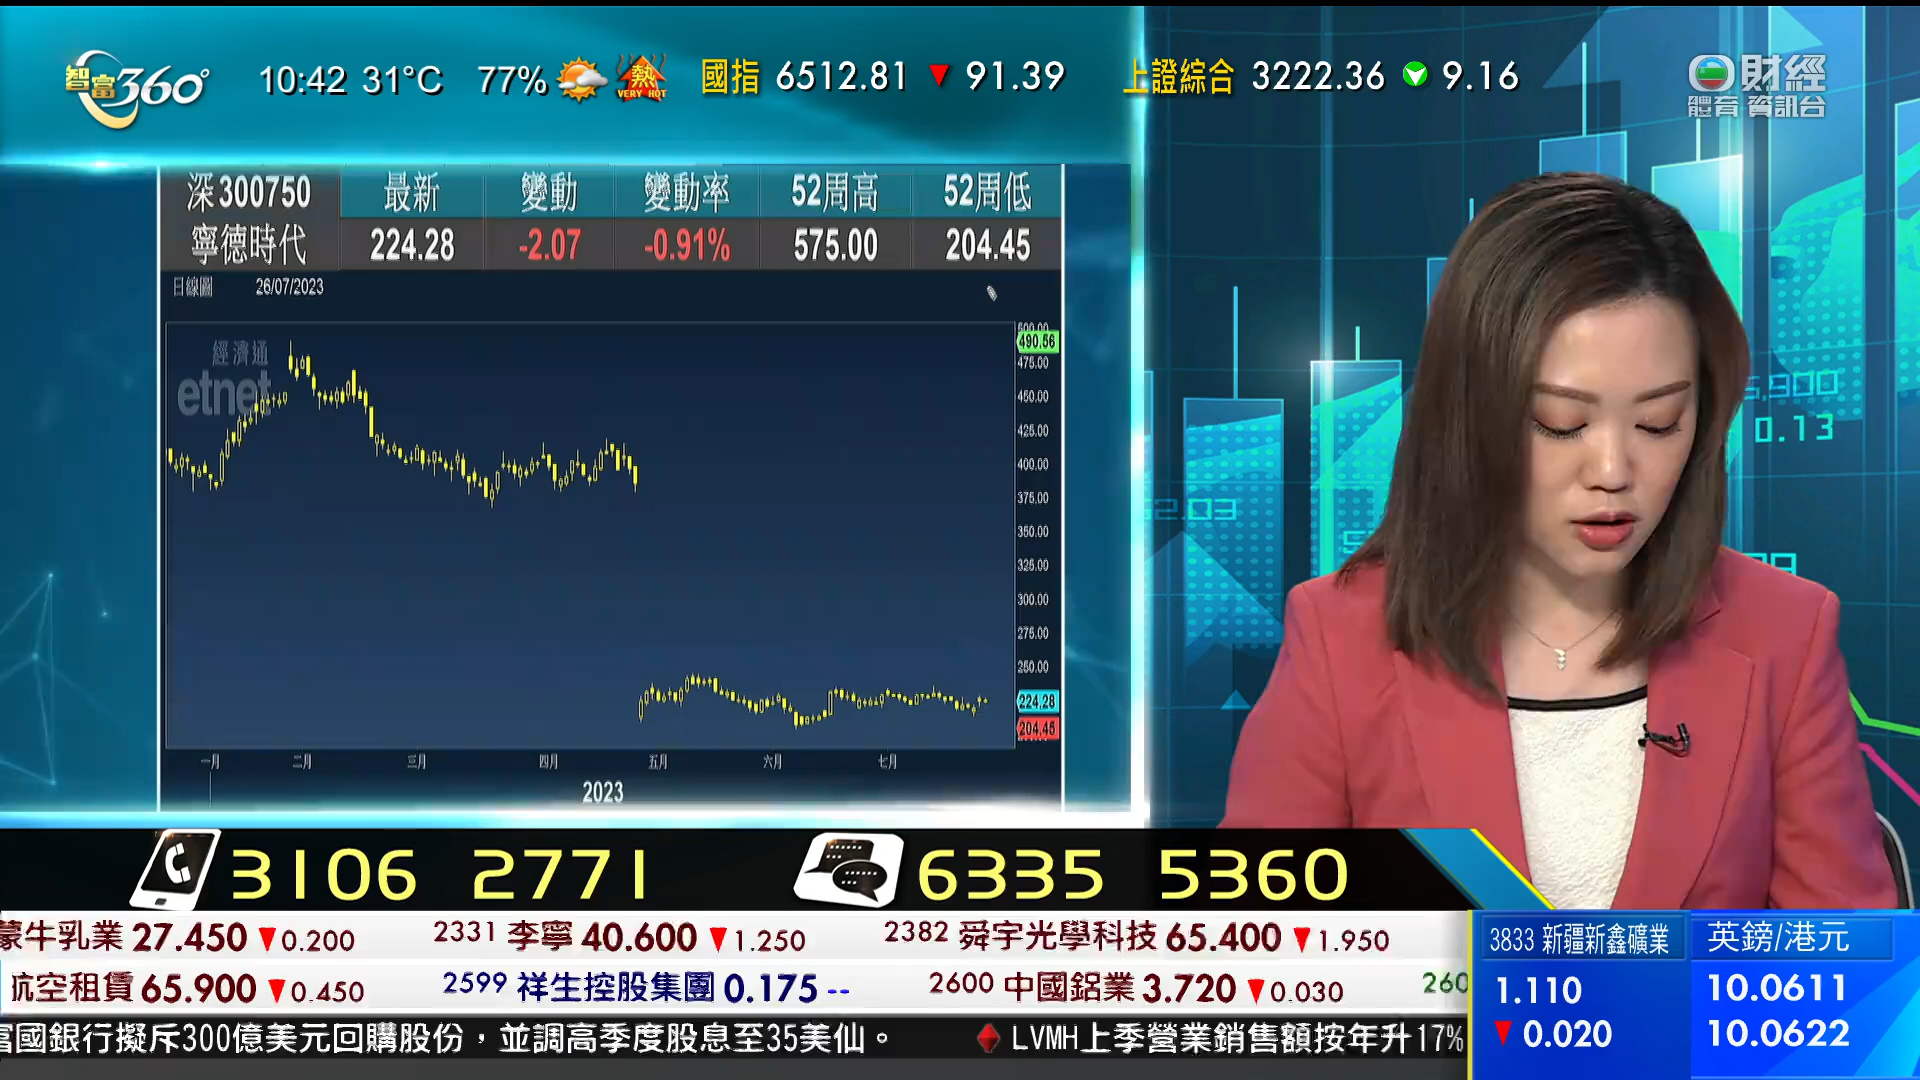 智富360°
10:42 31°C 77% 熱 VERY HOT 國指 6512.81 ▼ 91.39 上證綜合 3222.36 9.16
財經
體育 資訊台
深300750 最新 變動 變動率 52周高 52周低
寧德時代 224.28 -2.07 -0.91% 575.00 204.45
日線圖 26/07/2023
經濟通
etnet
500.00
490.56
475.00
450.00
425.00
400.00
375.00
350.00
325.00
300.00
275.00
250.00
224.28
204.45
一月 二月 三月 四月 五月 六月 七月
2023
0.13
3106 2771 6335 5360
蒙牛乳業 27.450 ▼0.200 2331 李寧 40.600 ▼1.250 2382 舜宇光學科技 65.400 ▼1.950
航空租賃 65.900 ▼0.450 2599 祥生控股集團 0.175 -- 2600 中國鋁業 3.720 ▼0.030 260
富國銀行擬斥300億美元回購股份，並調高季度股息至35美仙。 LVMH上季營業銷售額按年升17%
3833 新疆新鑫礦業
1.110
▼0.020
英鎊/港元
10.0611
10.0622